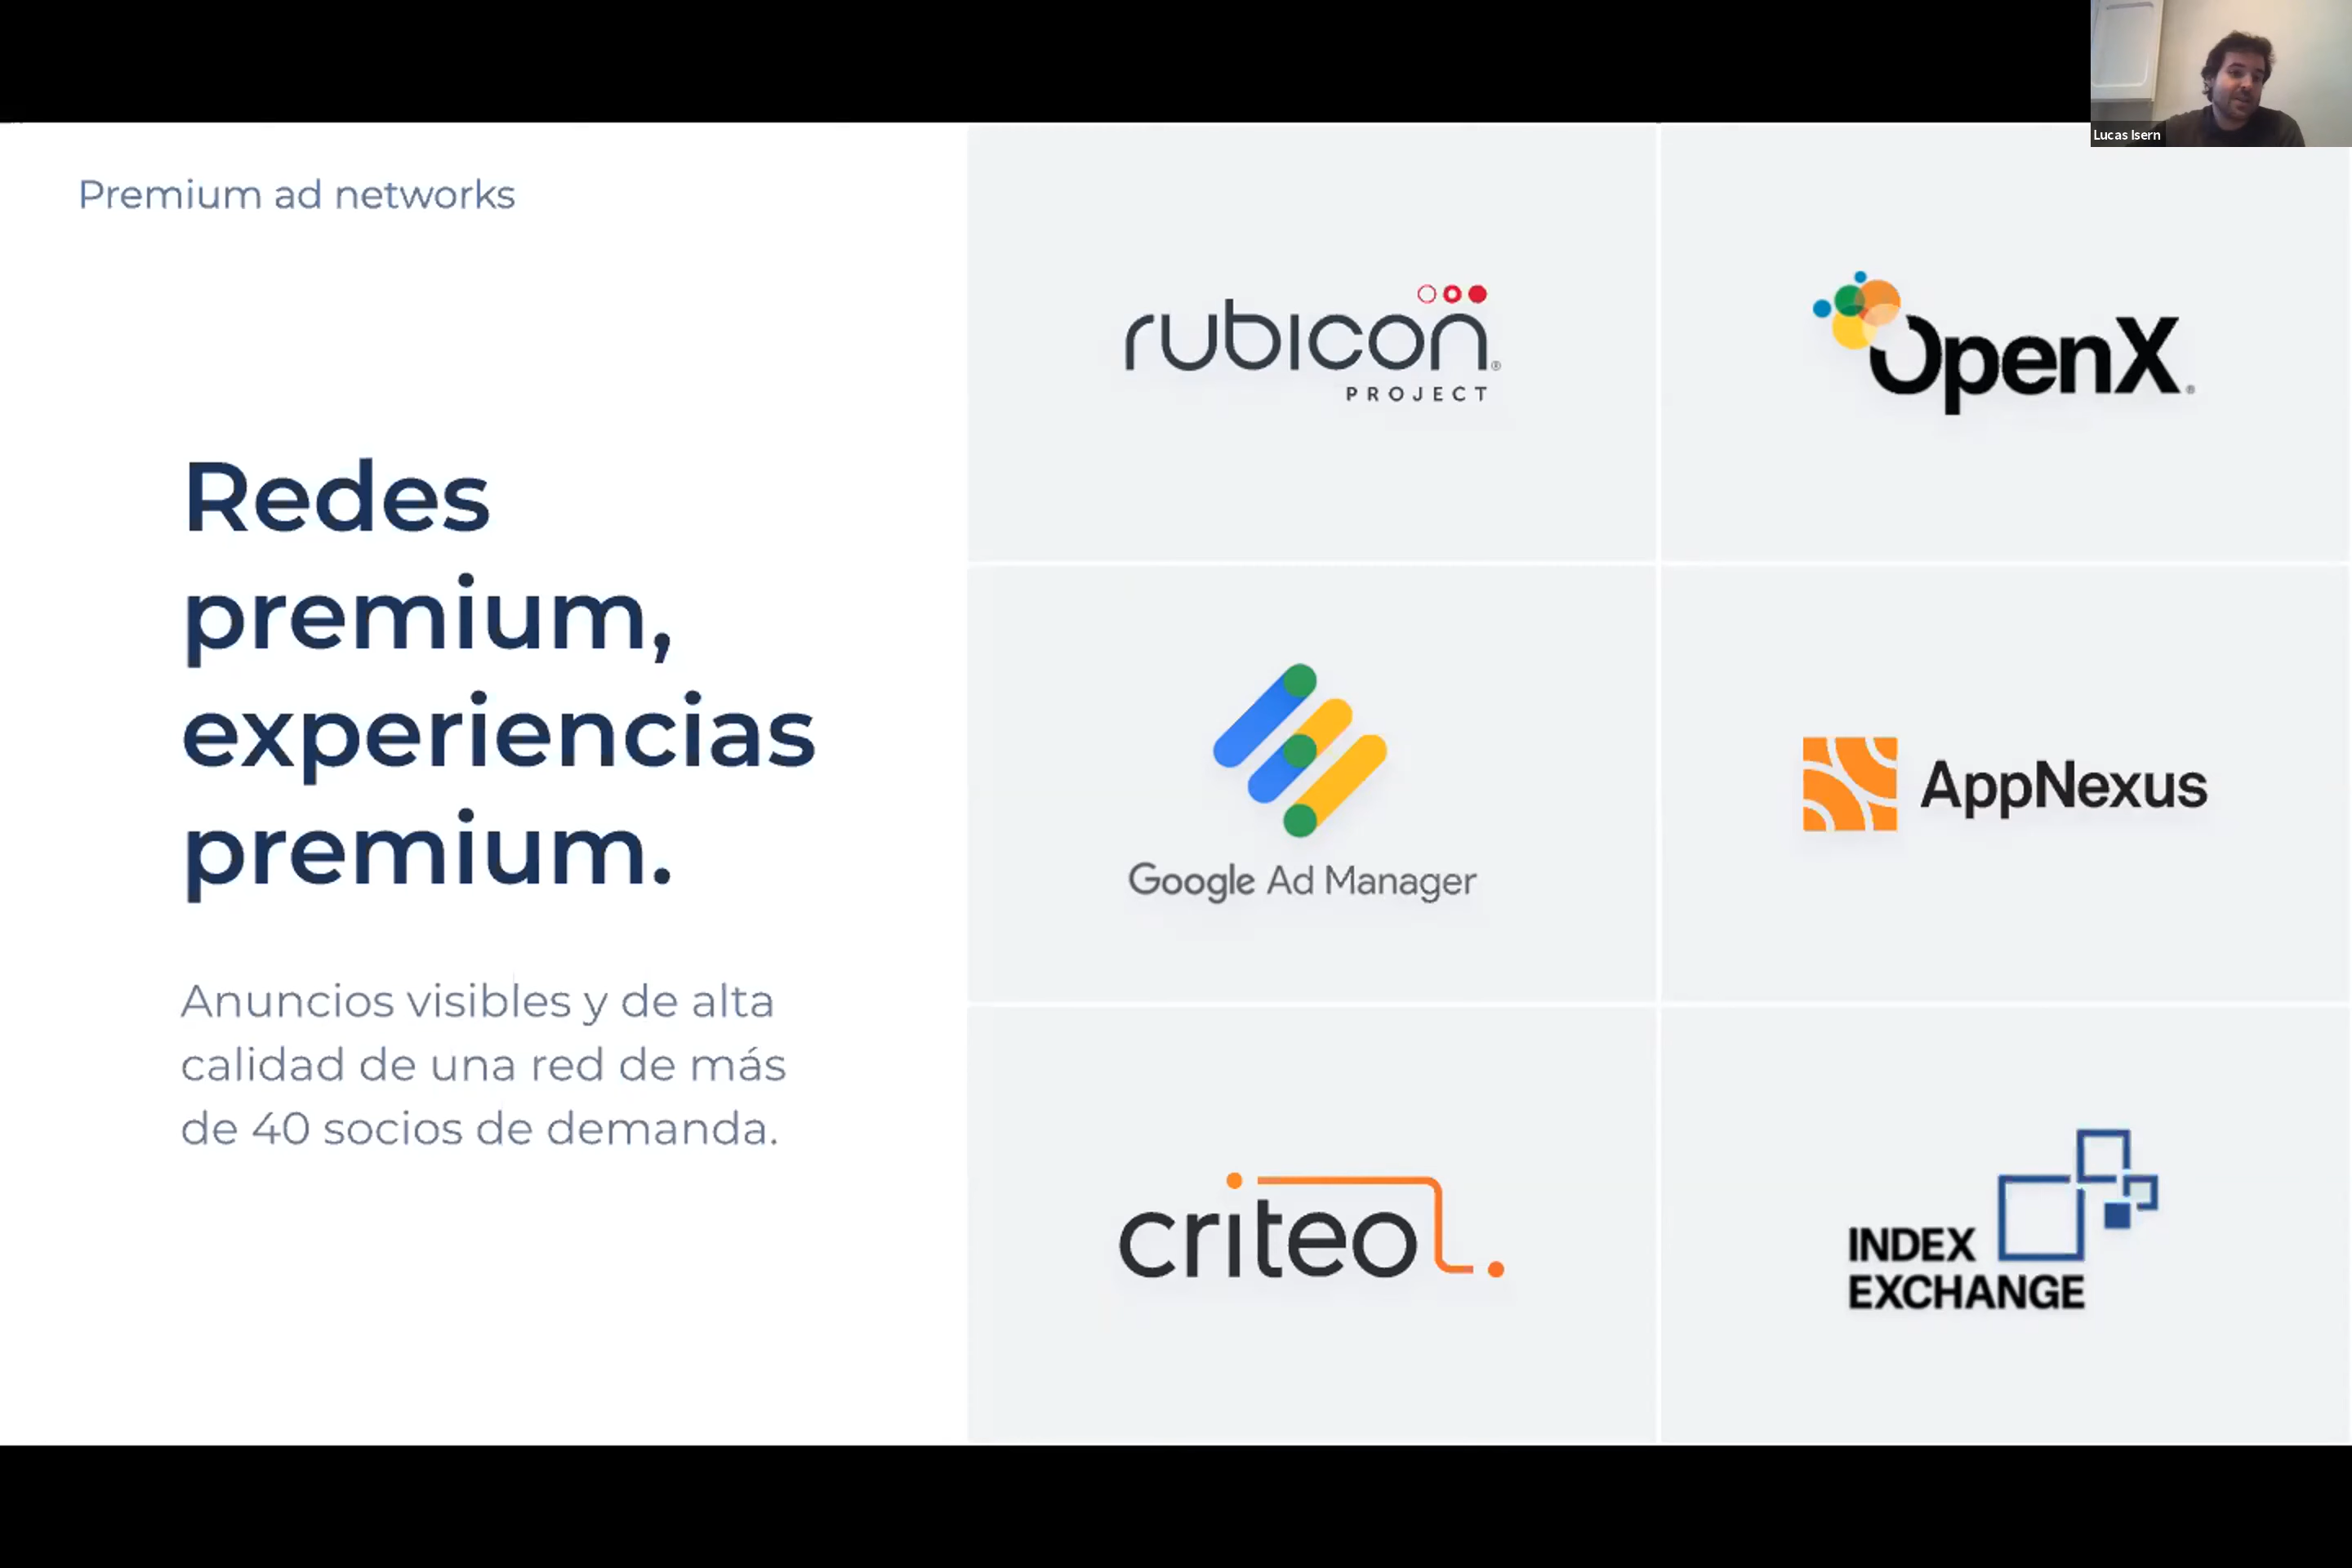 Lucas Isern
Premium ad networks
Redes
premium,
experiencias
premium.
Anuncios visibles y de alta
calidad de una red de más
de 40 socios de demanda.
rubicon®
PROJECT
OpenX®
Google Ad Manager
AppNexus
criteo
INDEX
EXCHANGE